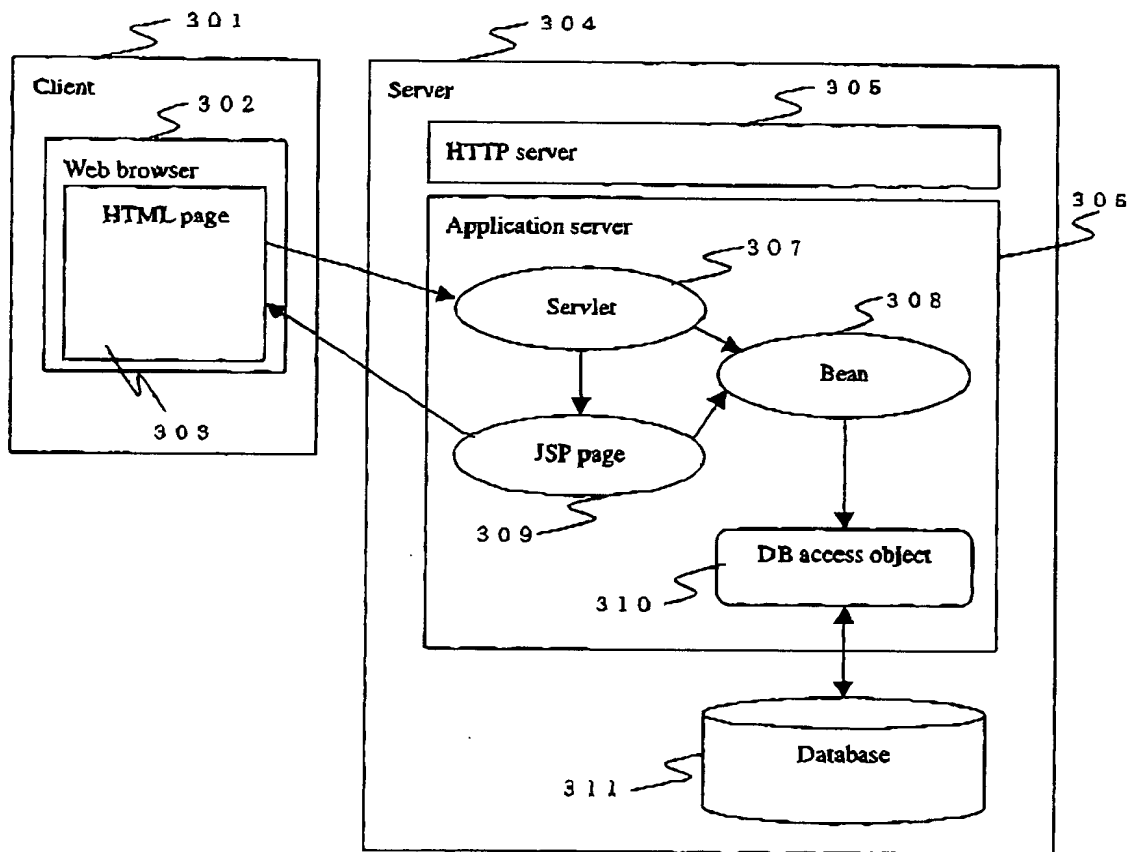 301
304
Client
Server
302
305
Web browser
HTTP server
HTML page
306
Application server
307
Servlet
308
Bean
303
JSP page
309
DB access object
310
Database
311